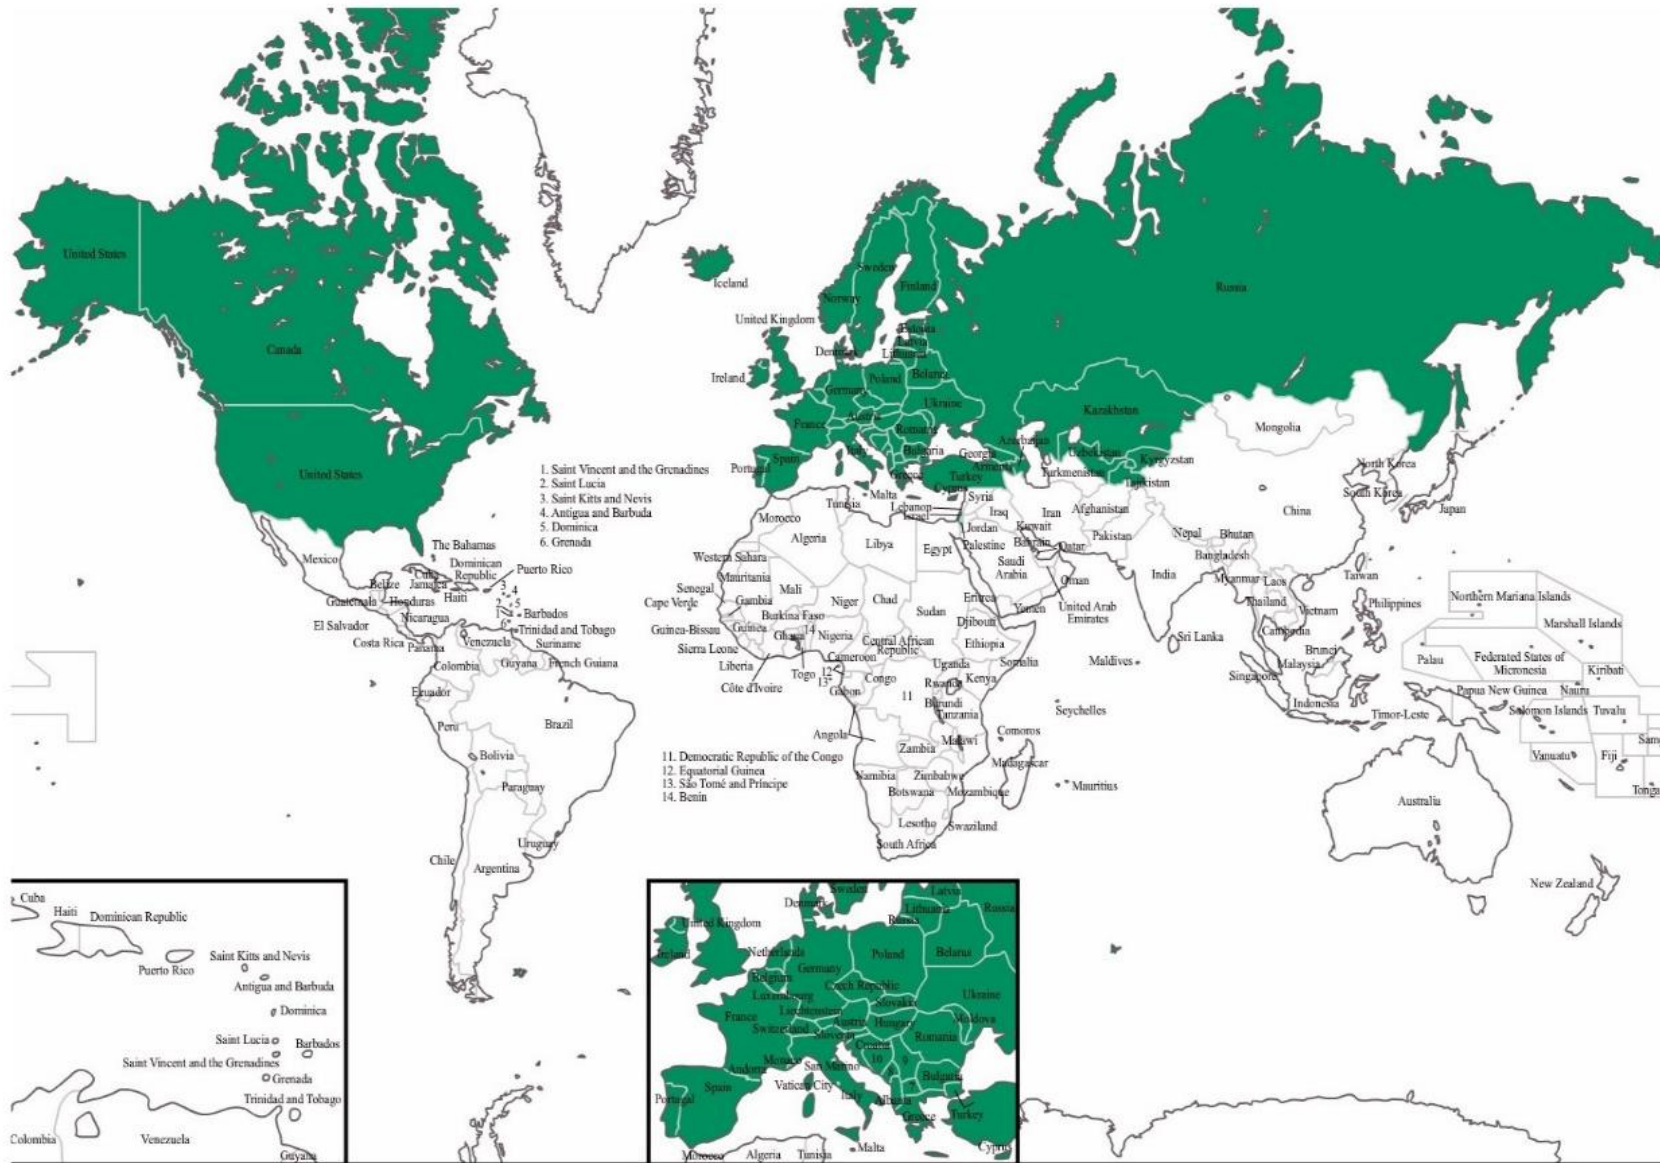 United States
Canada
United States
Iceland
Sweden
Finland
Norway
Russia
United Kingdom
Estonia
Latvia
Denmark
Lithuania
Ireland
Germany
Poland
Belarus
Ukraine
France
Austria
Romania
Kazakhstan
Mongolia
Azerbaijan
Italy
Bulgaria
Georgia
Uzbekistan
Kyrgyzstan
Portugal
Spain
Greece
Armenia
Turkey
Turkmenistan
Tajikistan
North Korea
South Korea
Japan
China
Cyprus
Syria
Malta
Tunisia
Lebanon
Israel
Iraq
Iran
Afghanistan
Morocco
Jordan
Kuwait
Pakistan
Nepal
Bhutan
Algeria
Libya
Egypt
Palestine
Bahrain
Qatar
Bangladesh
Western Sahara
Saudi
Arabia
India
Myanmar
Laos
Taiwan
Mauritania
Mali
Oman
Thailand
Vietnam
Philippines
Northern Mariana Islands
Senegal
Cape Verde
Gambia
Niger
Chad
Sudan
Eritrea
Yemen
United Arab
Emirates
Marshall Islands
Burkina Faso
Djibouti
Guinea-Bissau
Guinea
Ghana
14
Nigeria
Central African
Republic
Ethiopia
Sri Lanka
Cambodia
Sierra Leone
Liberia
Côte d'Ivoire
Togo
12
13
Cameroon
Uganda
Somalia
Maldives
Brunei
Malaysia
Singapore
Palau
Federated States of
Micronesia
Kiribati
Gabon
Congo
11
Rwanda
Kenya
Burundi
Tanzania
Seychelles
Indonesia
Papua New Guinea
Nauru
Timor-Leste
Solomon Islands
Tuvalu
Angola
Zambia
Malawi
Comoros
Madagascar
Vanuatu
Fiji
Tonga
Namibia
Zimbabwe
Botswana
Mozambique
Mauritius
Australia
Lesotho
Swaziland
South Africa
New Zealand
1. Saint Vincent and the Grenadines
2. Saint Lucia
3. Saint Kitts and Nevis
4. Antigua and Barbuda
5. Dominica
6. Grenada
Mexico
The Bahamas
Cuba
Dominican
Republic
Puerto Rico
Belize
Jamaica
Haiti
3
4
2
5
Guatemala
Honduras
Nicaragua
Barbados
El Salvador
Trinidad and Tobago
Costa Rica
Panama
Venezuela
Suriname
Colombia
Guyana
French Guiana
Ecuador
Peru
Brazil
Bolivia
Paraguay
Uruguay
Chile
Argentina
11. Democratic Republic of the Congo
12. Equatorial Guinea
13. São Tomé and Príncipe
14. Benin
Cuba
Haiti
Dominican Republic
Puerto Rico
Saint Kitts and Nevis
Antigua and Barbuda
Dominica
Saint Lucia
Barbados
Saint Vincent and the Grenadines
Grenada
Trinidad and Tobago
Colombia
Venezuela
Guyana
Sweden
Latvia
Denmark
Lithuania
Russia
Russia
United Kingdom
Ireland
Netherlands
Poland
Belarus
Germany
Belgium
Czech Republic
Luxembourg
Slovakia
Ukraine
France
Liechtenstein
Austria
Hungary
Moldova
Switzerland
Slovenia
Romania
Croatia
10
9
Monaco
San Marino
8
Andorra
Bulgaria
7
Spain
Vatican City
Italy
Portugal
Albania
Greece
Turkey
Malta
Cyprus
Morocco
Algeria
Tunisia